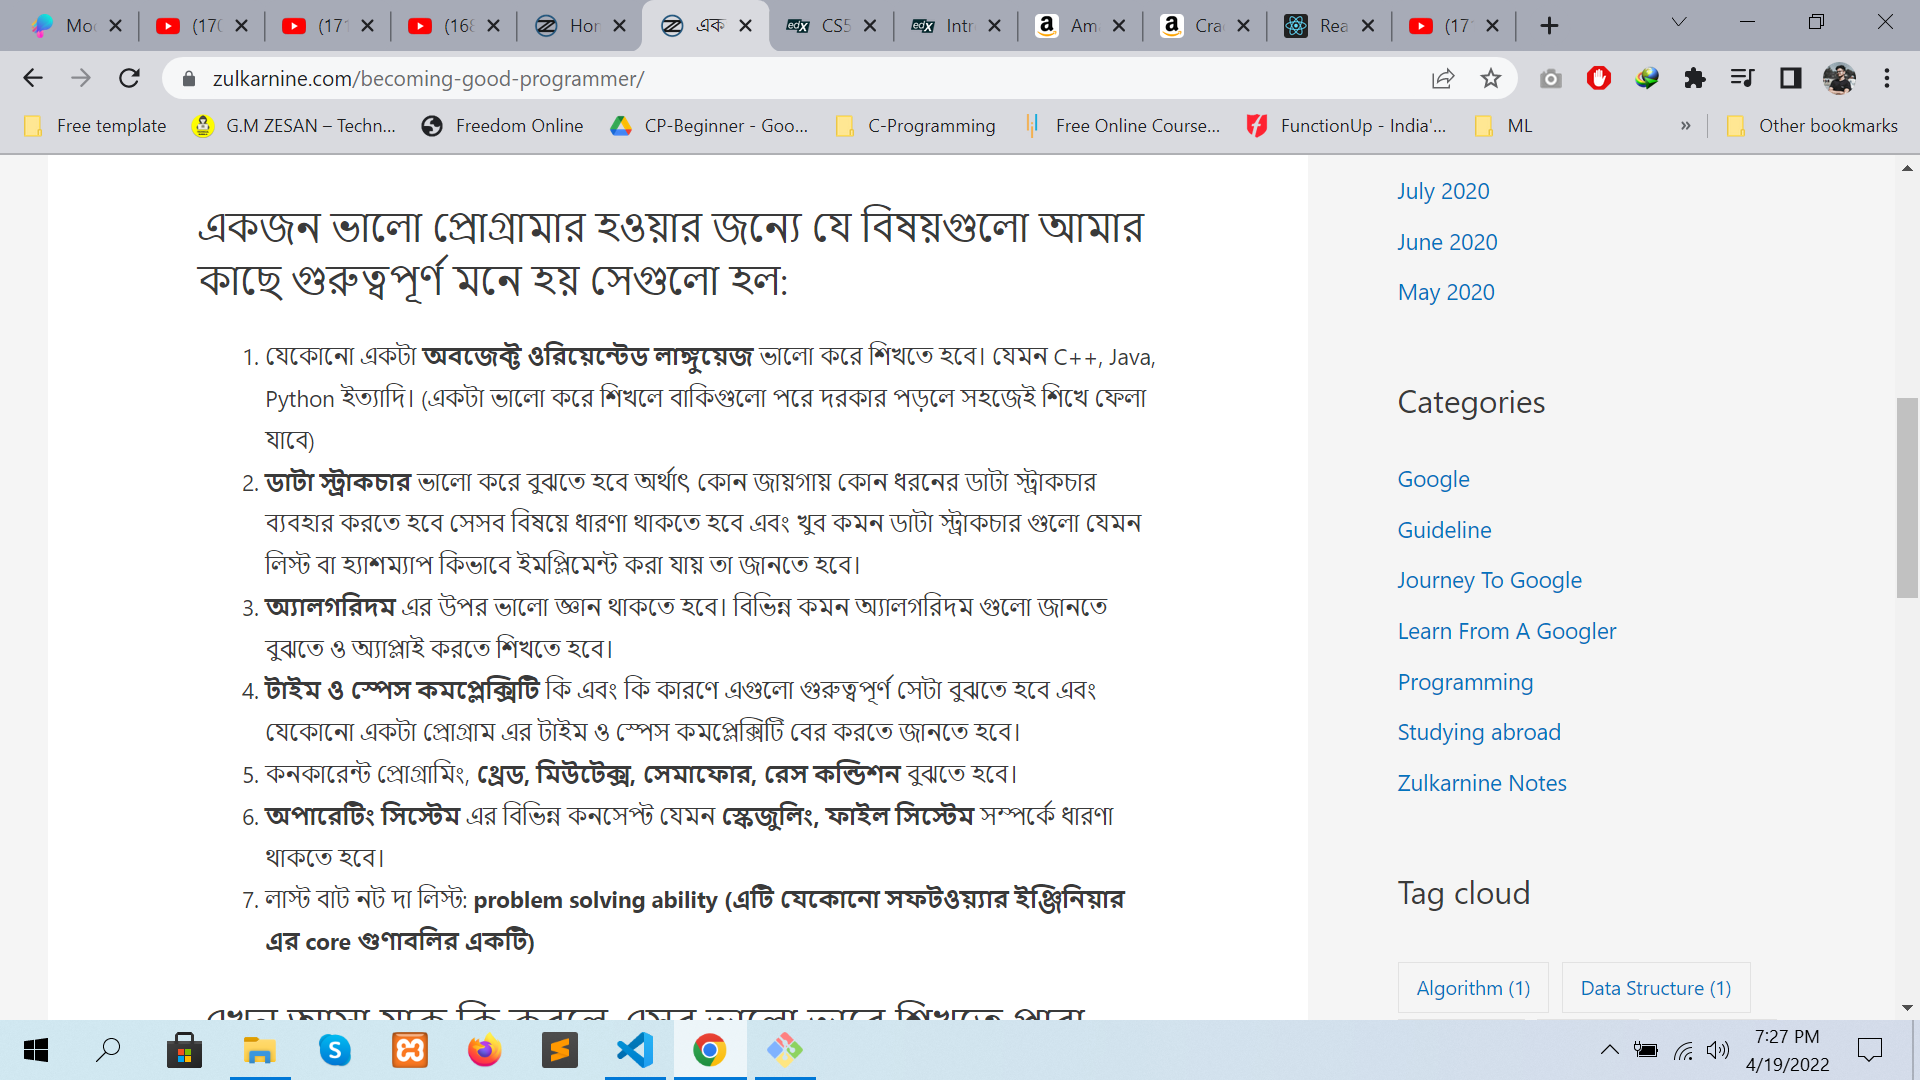 Mo
(170
(171
(168
Hor
এক
CS5
Intr
Ama
Crac
Rea
(17
zulkarnine.com/becoming-good-programmer/
Free template
G.M ZESAN – Techn...
Freedom Online
CP-Beginner - Goo...
C-Programming
Free Online Course...
FunctionUp - India'...
ML
»
Other bookmarks
একজন ভালো প্রোগ্রামার হওয়ার জন্যে যে বিষয়গুলো আমার
কাছে গুরুত্বপূর্ণ মনে হয় সেগুলো হল:
1. যেকোনো একটা অবজেক্ট ওরিয়েন্টেড লাঙ্গুয়েজ ভালো করে শিখতে হবে। যেমন C++, Java,
Python ইত্যাদি। (একটা ভালো করে শিখলে বাকিগুলো পরে দরকার পড়লে সহজেই শিখে ফেলা
যাবে)
2. ডাটা স্ট্রাকচার ভালো করে বুঝতে হবে অর্থাৎ কোন জায়গায় কোন ধরনের ডাটা স্ট্রাকচার
ব্যবহার করতে হবে সেসব বিষয়ে ধারণা থাকতে হবে এবং খুব কমন ডাটা স্ট্রাকচার গুলো যেমন
লিস্ট বা হ্যাশম্যাপ কিভাবে ইমপ্লিমেন্ট করা যায় তা জানতে হবে।
3. অ্যালগরিদম এর উপর ভালো জ্ঞান থাকতে হবে। বিভিন্ন কমন অ্যালগরিদম গুলো জানতে
বুঝতে ও অ্যাপ্লাই করতে শিখতে হবে।
4. টাইম ও স্পেস কমপ্লেক্সিটি কি এবং কি কারণে এগুলো গুরুত্বপূর্ণ সেটা বুঝতে হবে এবং
যেকোনো একটা প্রোগ্রাম এর টাইম ও স্পেস কমপ্লেক্সিটি বের করতে জানতে হবে।
5. কনকারেন্ট প্রোগ্রামিং, থ্রেড, মিউটেক্স, সেমাফোর, রেস কন্ডিশন বুঝতে হবে।
6. অপারেটিং সিস্টেম এর বিভিন্ন কনসেপ্ট যেমন স্কেজুলিং, ফাইল সিস্টেম সম্পর্কে ধারণা
থাকতে হবে।
7. লাস্ট বাট নট দা লিস্ট: problem solving ability (এটি যেকোনো সফটওয়্যার ইঞ্জিনিয়ার
এর core গুণাবলির একটি)
July 2020
June 2020
May 2020
Categories
Google
Guideline
Journey To Google
Learn From A Googler
Programming
Studying abroad
Zulkarnine Notes
Tag cloud
Algorithm (1)
Data Structure (1)
7:27 PM
4/19/2022